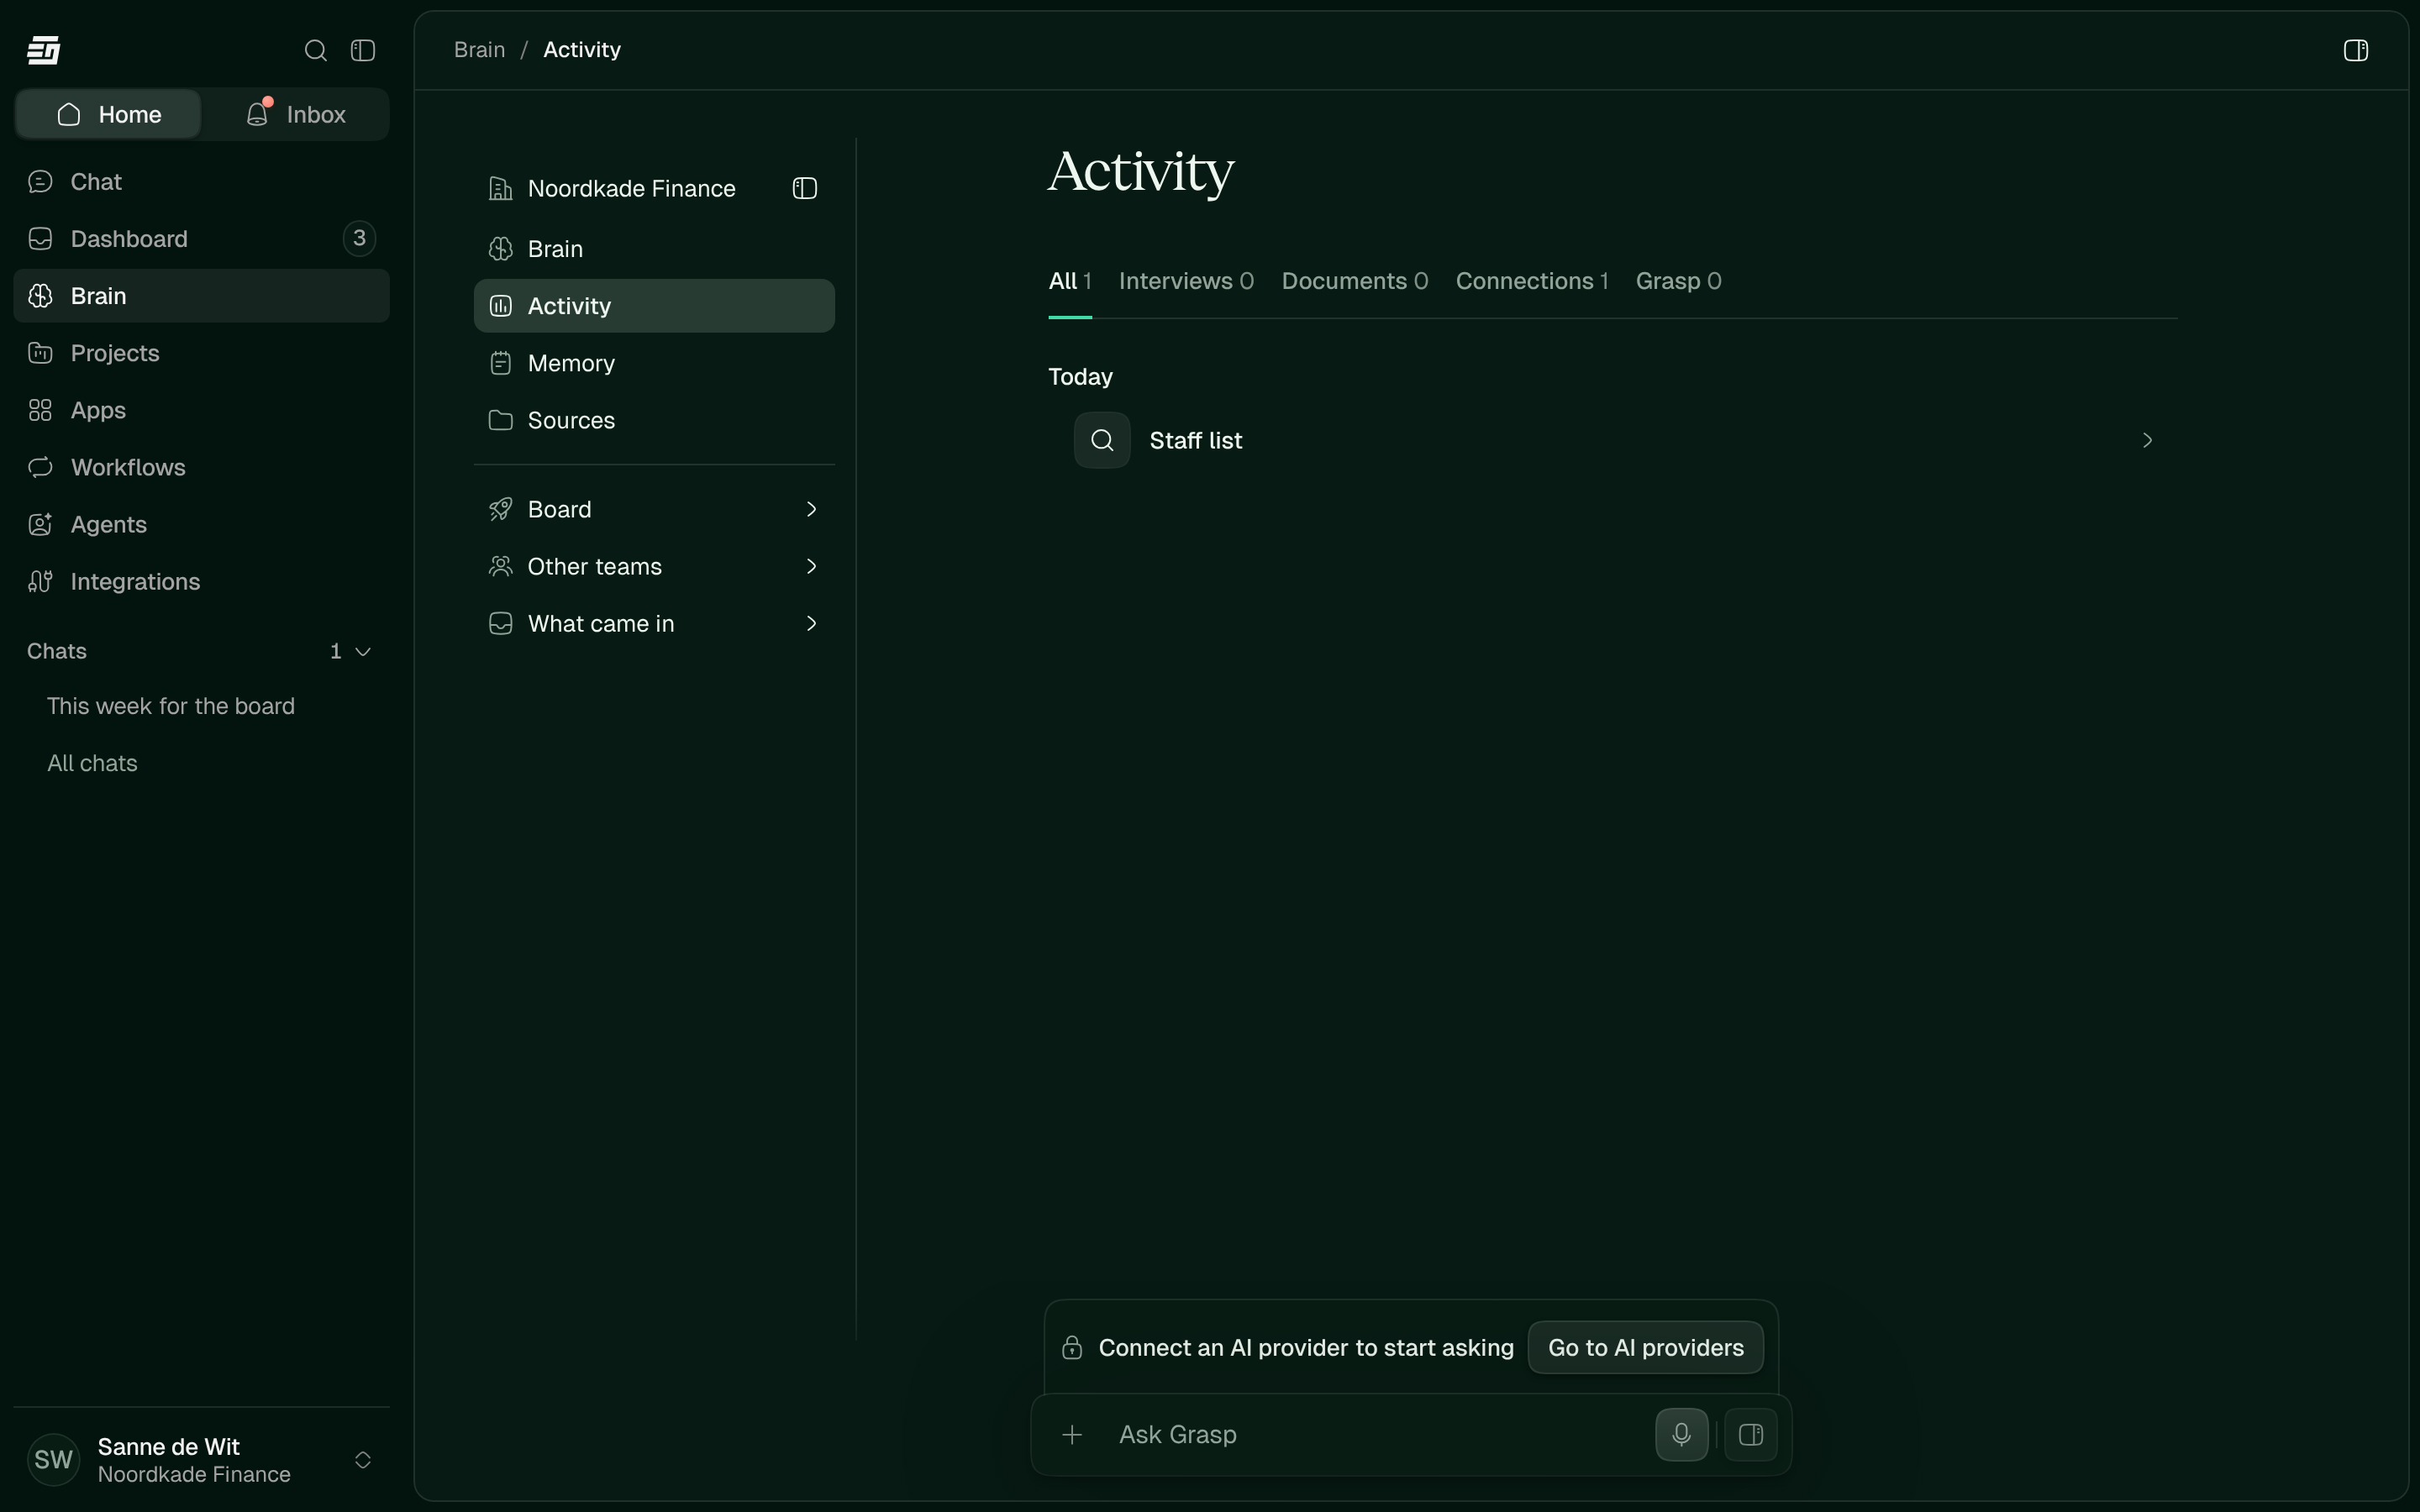 Home
Inbox
Chat
Dashboard 3
Brain
Projects
Apps
Workflows
Agents
Integrations
Chats 1
This week for the board
All chats
SW
Sanne de Wit
Noordkade Finance
Brain / Activity
Noordkade Finance
Brain
Activity
Memory
Sources
Board
Other teams
What came in
Activity
All 1 Interviews 0 Documents 0 Connections 1 Grasp 0
Today
Staff list
Connect an AI provider to start asking Go to AI providers
Ask Grasp